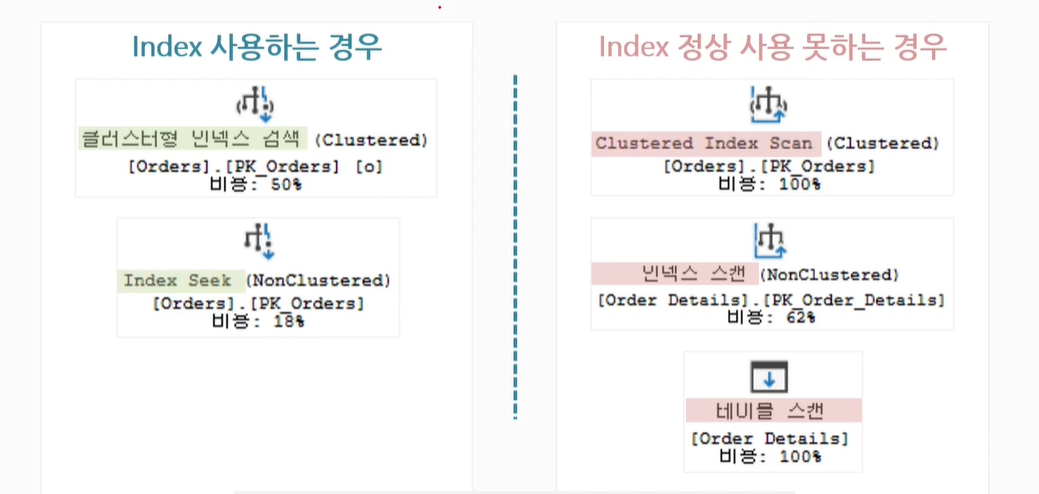 Index 사용하는 경우
클러스터형 인덱스 검색 (Clustered)
[Orders].[PK_Orders] [o]
비용: 50%
Index Seek (NonClustered)
[Orders].[PK_Orders]
비용: 18%
Index 정상 사용 못하는 경우
Clustered Index Scan (Clustered)
[Orders].[PK_Orders]
비용: 100%
인덱스 스캔 (NonClustered)
[Order Details].[PK_Order_Details]
비용: 62%
테이블 스캔
[Order Details]
비용: 100%